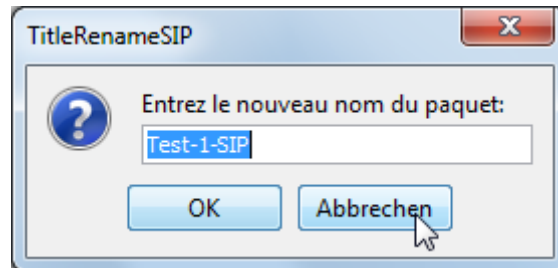 TitleRenameSIP
Entrez le nouveau nom du paquet:
Test-1-SIP
OK
Abbrechen